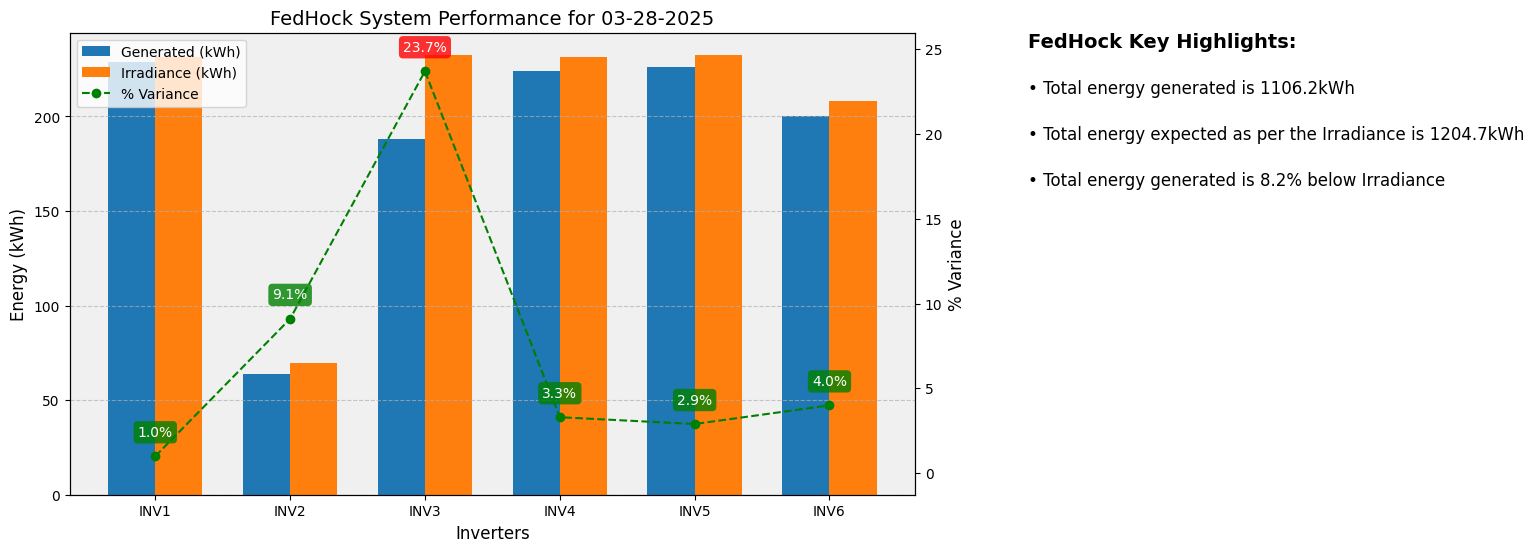 FedHock System Performance for 03-28-2025
Generated (kWh)
Irradiance (kWh)
% Variance
Energy (kWh)
200
150
100
50
0
25
20
15
10
5
0
% Variance
1.0%
9.1%
23.7%
3.3%
2.9%
4.0%
INV1
INV2
INV3
INV4
INV5
INV6
Inverters
FedHock Key Highlights:
• Total energy generated is 1106.2kWh
• Total energy expected as per the Irradiance is 1204.7kWh
• Total energy generated is 8.2% below Irradiance